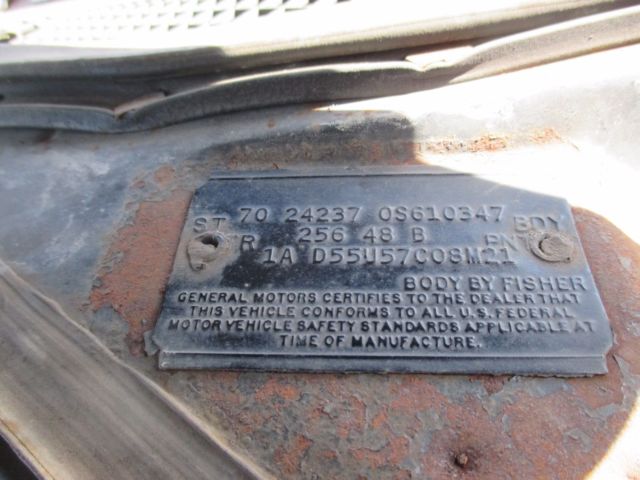 ST 70 24237 0S610347 BDY
TR 256 48 B PNT
1A D55U57C08M21
BODY BY FISHER
GENERAL MOTORS CERTIFIES TO THE DEALER THAT
THIS VEHICLE CONFORMS TO ALL U.S. FEDERAL
MOTOR VEHICLE SAFETY STANDARDS APPLICABLE AT
TIME OF MANUFACTURE.